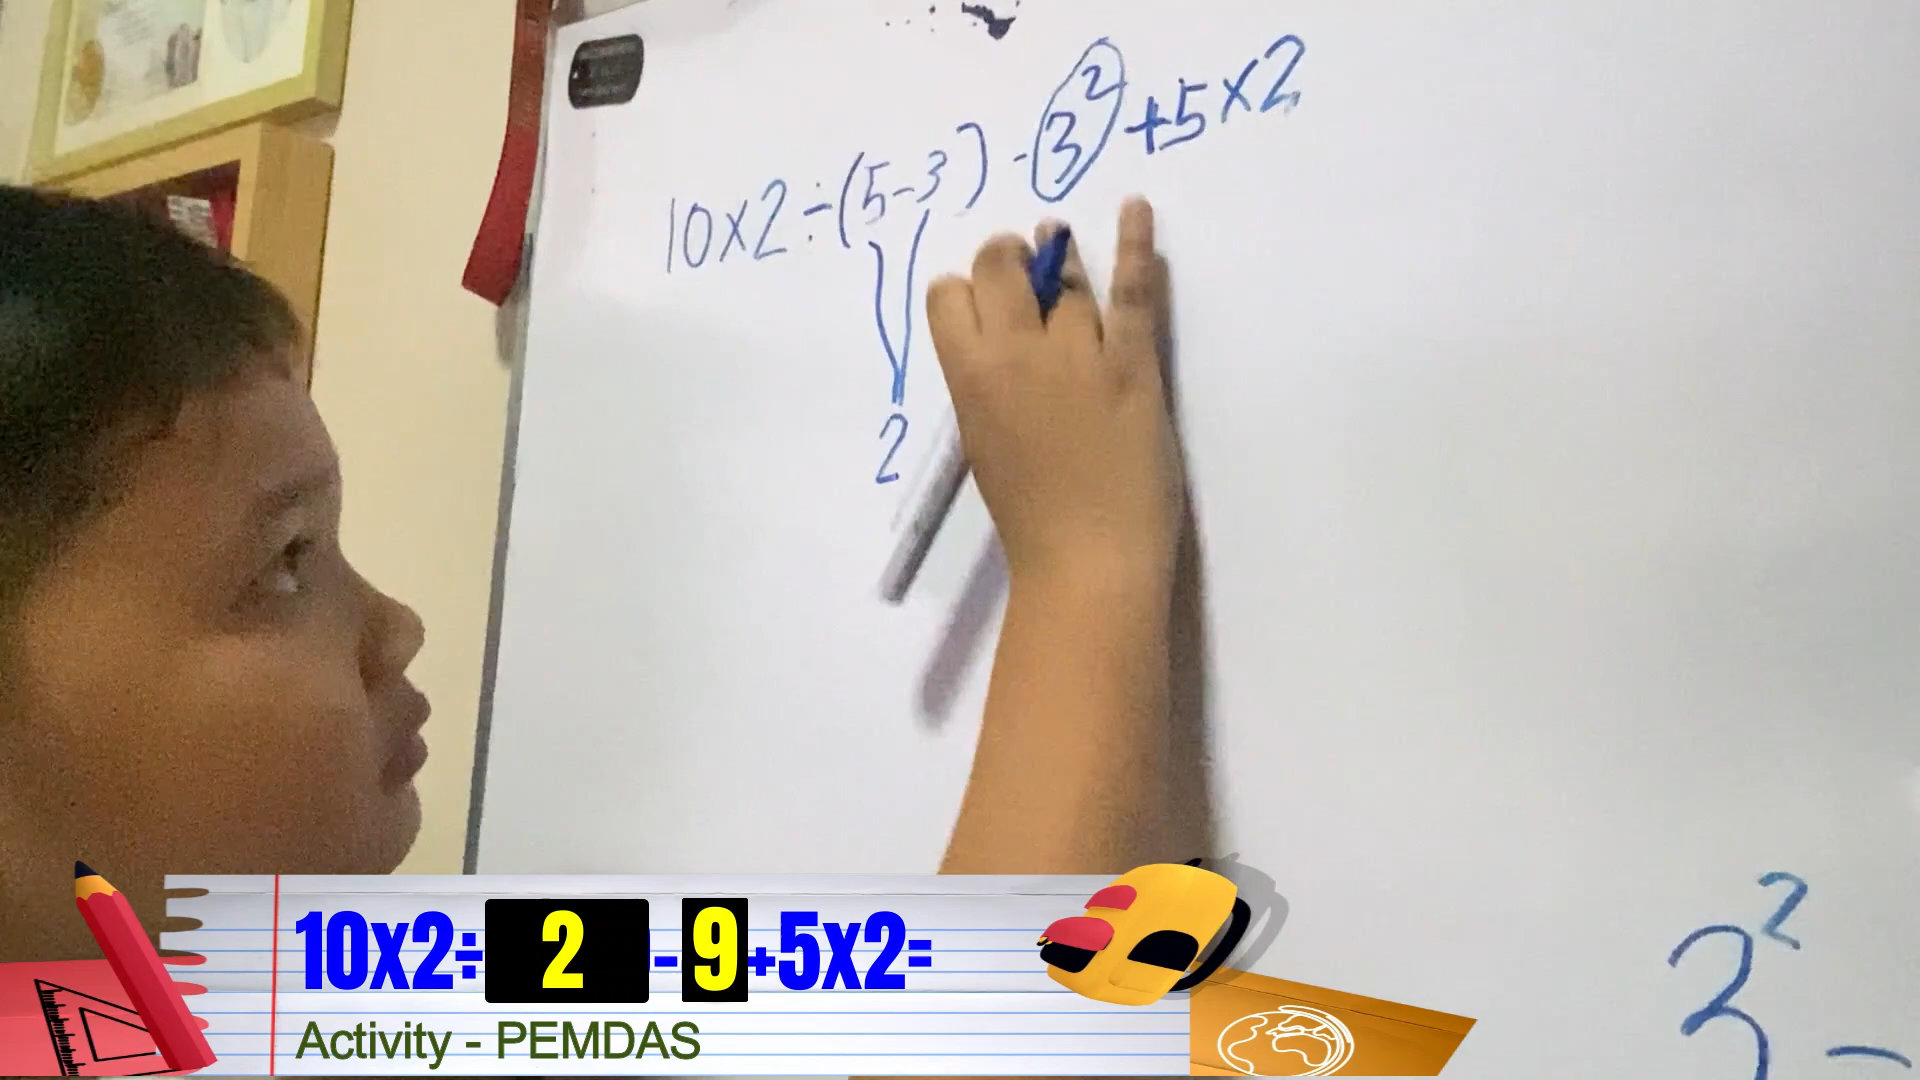 10x2÷(5-3)-3²+5x2
2
3²-
10x2÷2-9+5x2=
Activity - PEMDAS